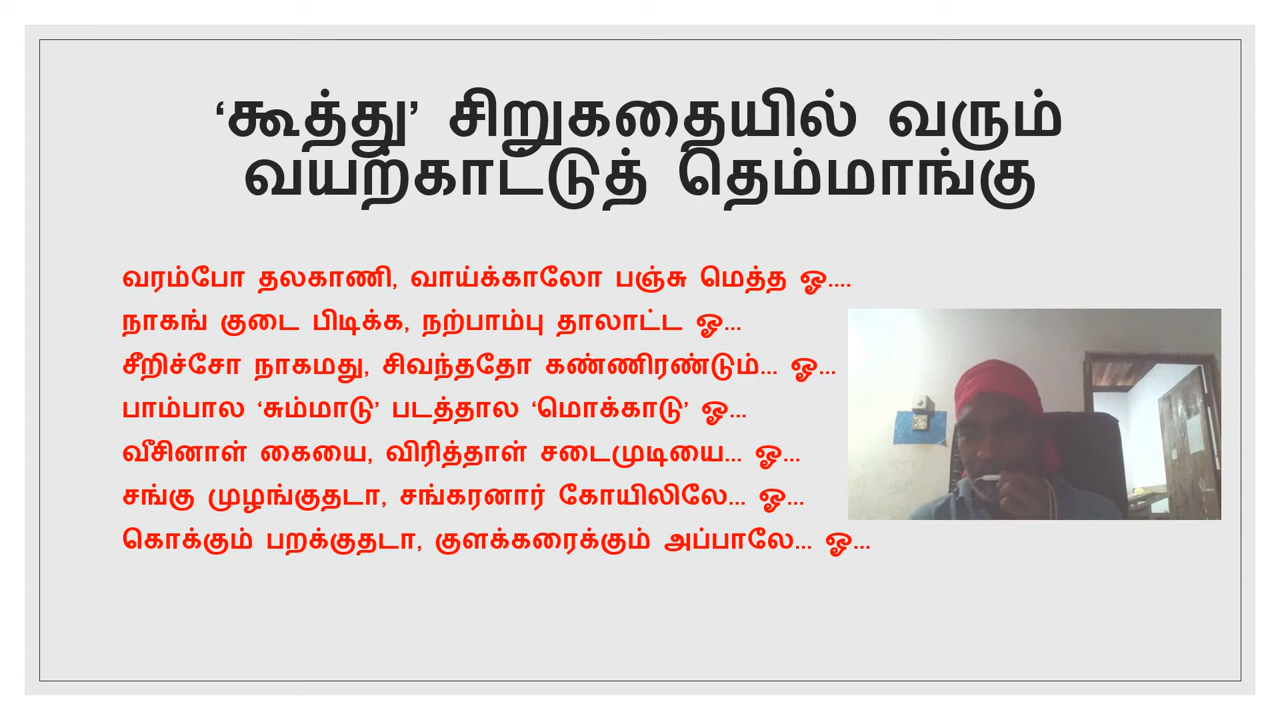 ‘கூத்து’ சிறுகதையில் வரும்
வயற்காட்டுத் தெம்மாங்கு
வரம்போ தலகாணி, வாய்க்காலோ பஞ்சு மெத்த ஓ....
நாகங் குடை பிடிக்க, நற்பாம்பு தாலாட்ட ஓ...
சீறிச்சோ நாகமது, சிவந்ததோ கண்ணிரண்டும்... ஓ...
பாம்பால ‘சும்மாடு’ படத்தால ‘மொக்காடு’ ஓ...
வீசினாள் கையை, விரித்தாள் சடைமுடியை... ஓ...
சங்கு முழங்குதடா, சங்கரனார் கோயிலிலே... ஓ...
கொக்கும் பறக்குதடா, குளக்கரைக்கும் அப்பாலே... ஓ...